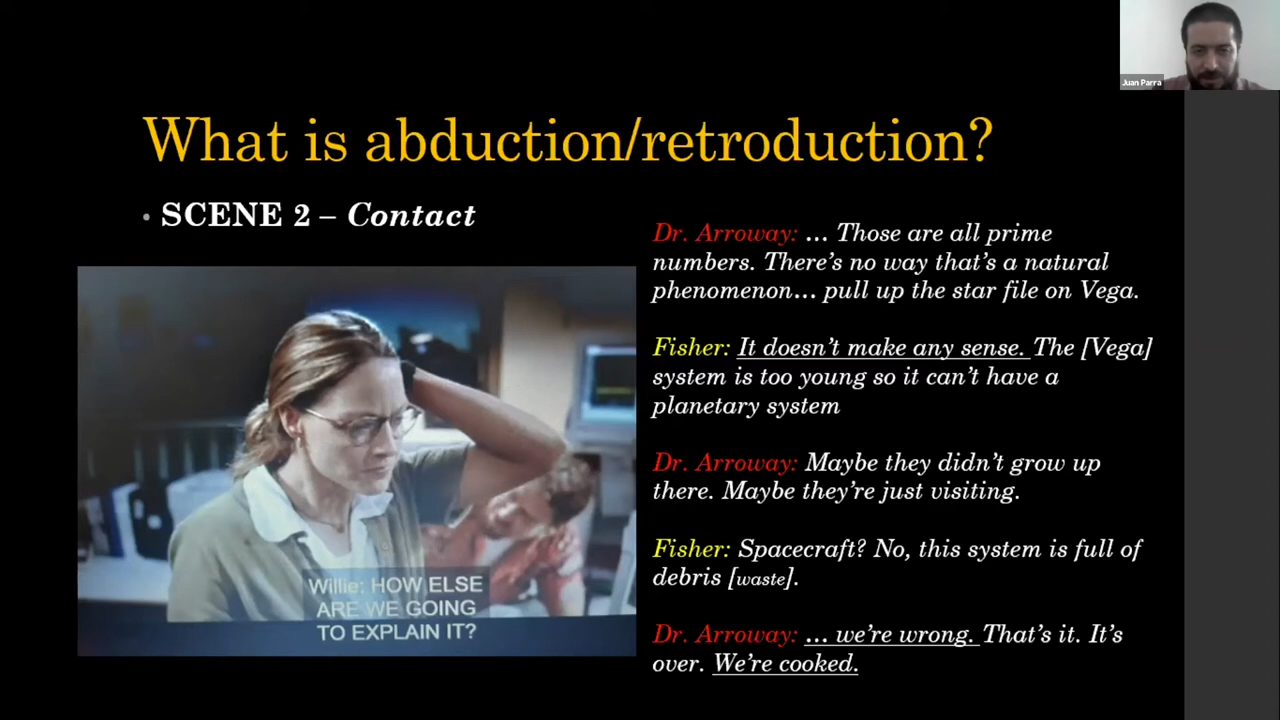 Juan Parra
What is abduction/retroduction?
• SCENE 2 – Contact
Dr. Arroway: … Those are all prime
numbers. There’s no way that’s a natural
phenomenon… pull up the star file on Vega.
Fisher: It doesn’t make any sense. The [Vega]
system is too young so it can’t have a
planetary system
Dr. Arroway: Maybe they didn’t grow up
there. Maybe they’re just visiting.
Fisher: Spacecraft? No, this system is full of
debris [waste].
Dr. Arroway: … we’re wrong. That’s it. It’s
over. We’re cooked.
Willie: HOW ELSE
ARE WE GOING
TO EXPLAIN IT?